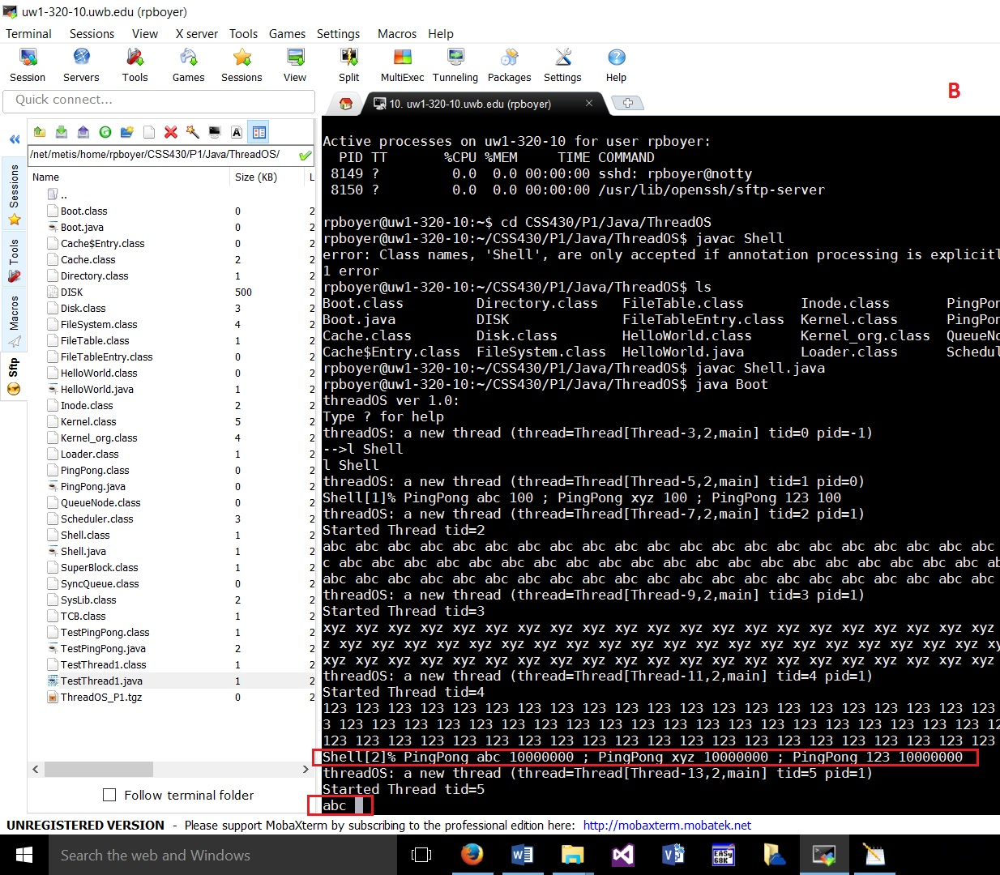 uw1-320-10.uwb.edu (rpboyer)
Terminal Sessions View X server Tools Games Settings Macros Help
Session Servers Tools Games Sessions View Split MultiExec Tunneling Packages Settings Help
B
Quick connect...
10. uw1-320-10.uwb.edu (rpboyer)
/net/metis/home/rpboyer/CSS430/P1/Java/ThreadOS/
Name Size (KB) L
..
Boot.class 0 2
Boot.java 0 2
Cache$Entry.class 0 2
Cache.class 2 2
Directory.class 1 2
DISK 500 2
Disk.class 3 2
FileSystem.class 4 2
FileTable.class 1 2
FileTableEntry.class 0 2
HelloWorld.class 0 2
HelloWorld.java 1 2
Inode.class 2 2
Kernel.class 5 2
Kernel_org.class 4 2
Loader.class 1 2
PingPong.class 0 2
PingPong.java 0 2
QueueNode.class 0 2
Scheduler.class 3 2
Shell.class 1 2
Shell.java 1 2
SuperBlock.class 1 2
SyncQueue.class 0 2
SysLib.class 2 2
TCB.class 1 2
TestPingPong.class 1 2
TestPingPong.java 2 2
TestThread1.class 1 2
TestThread1.java 1 2
ThreadOS_P1.tgz 0 2
Follow terminal folder
Sessions
Tools
Macros
Sftp
Active processes on uw1-320-10 for user rpboyer:
PID TT %CPU %MEM TIME COMMAND
8149 ? 0.0 0.0 00:00:00 sshd: rpboyer@notty
8150 ? 0.0 0.0 00:00:00 /usr/lib/openssh/sftp-server
rpboyer@uw1-320-10:~$ cd CSS430/P1/Java/ThreadOS
rpboyer@uw1-320-10:~/CSS430/P1/Java/ThreadOS$ javac Shell
error: Class names, 'Shell', are only accepted if annotation processing is explicitl
1 error
rpboyer@uw1-320-10:~/CSS430/P1/Java/ThreadOS$ ls
Boot.class Directory.class FileTable.class Inode.class PingPon
Boot.java DISK FileTableEntry.class Kernel.class PingPon
Cache.class Disk.class HelloWorld.class Kernel_org.class QueueNo
Cache$Entry.class FileSystem.class HelloWorld.java Loader.class Schedul
rpboyer@uw1-320-10:~/CSS430/P1/Java/ThreadOS$ javac Shell.java
rpboyer@uw1-320-10:~/CSS430/P1/Java/ThreadOS$ java Boot
threadOS ver 1.0:
Type ? for help
threadOS: a new thread (thread=Thread[Thread-3,2,main] tid=0 pid=-1)
-->l Shell
l Shell
threadOS: a new thread (thread=Thread[Thread-5,2,main] tid=1 pid=0)
Shell[1]% PingPong abc 100 ; PingPong xyz 100 ; PingPong 123 100
threadOS: a new thread (thread=Thread[Thread-7,2,main] tid=2 pid=1)
Started Thread tid=2
abc abc abc abc abc abc abc abc abc abc abc abc abc abc abc abc abc abc abc abc abc
c abc abc abc abc abc abc abc abc abc abc abc abc abc abc abc abc abc abc abc abc ab
abc abc abc abc abc abc abc abc abc abc abc abc abc abc abc abc abc abc abc abc abc
threadOS: a new thread (thread=Thread[Thread-9,2,main] tid=3 pid=1)
Started Thread tid=3
xyz xyz xyz xyz xyz xyz xyz xyz xyz xyz xyz xyz xyz xyz xyz xyz xyz xyz xyz xyz xyz
z xyz xyz xyz xyz xyz xyz xyz xyz xyz xyz xyz xyz xyz xyz xyz xyz xyz xyz xyz xyz xy
xyz xyz xyz xyz xyz xyz xyz xyz xyz xyz xyz xyz xyz xyz xyz xyz xyz xyz xyz xyz xyz
threadOS: a new thread (thread=Thread[Thread-11,2,main] tid=4 pid=1)
Started Thread tid=4
123 123 123 123 123 123 123 123 123 123 123 123 123 123 123 123 123 123 123 123 123
3 123 123 123 123 123 123 123 123 123 123 123 123 123 123 123 123 123 123 123 123 12
123 123 123 123 123 123 123 123 123 123 123 123 123 123 123 123 123 123 123 123 123
Shell[2]% PingPong abc 10000000 ; PingPong xyz 10000000 ; PingPong 123 10000000
threadOS: a new thread (thread=Thread[Thread-13,2,main] tid=5 pid=1)
Started Thread tid=5
abc
UNREGISTERED VERSION - Please support MobaXterm by subscribing to the professional edition here: http://mobaxterm.mobatek.net
Search the web and Windows
EASy
68K